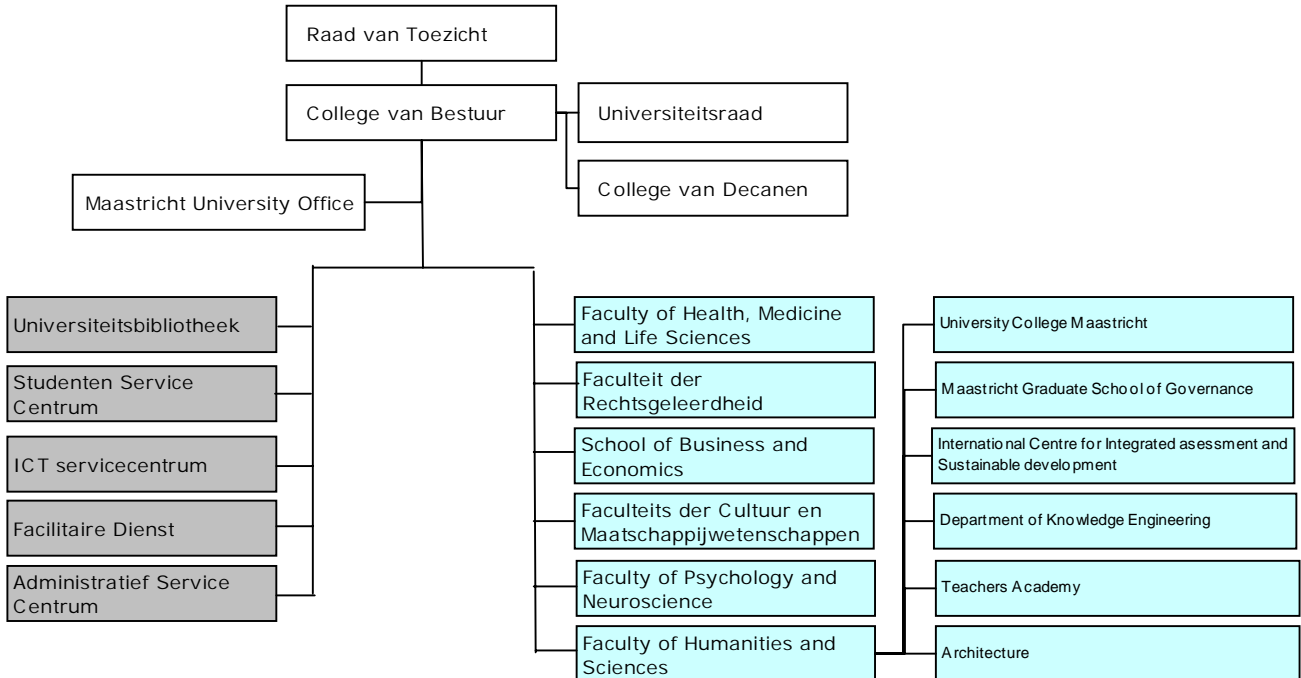 Raad van Toezicht
College van Bestuur
Universiteitsraad
College van Decanen
Maastricht University Office
Universiteitsbibliotheek
Studenten Service
Centrum
ICT servicecentrum
Facilitaire Dienst
Administratief Service
Centrum
Faculty of Health, Medicine
and Life Sciences
Faculteit der
Rechtsgeleerdheid
School of Business and
Economics
Faculteits der Cultuur en
Maatschappijwetenschappen
Faculty of Psychology and
Neuroscience
Faculty of Humanities and
Sciences
University College Maastricht
Maastricht Graduate School of Governance
International Centre for Integrated asessment and
Sustainable development
Department of Knowledge Engineering
Teachers Academy
Architecture